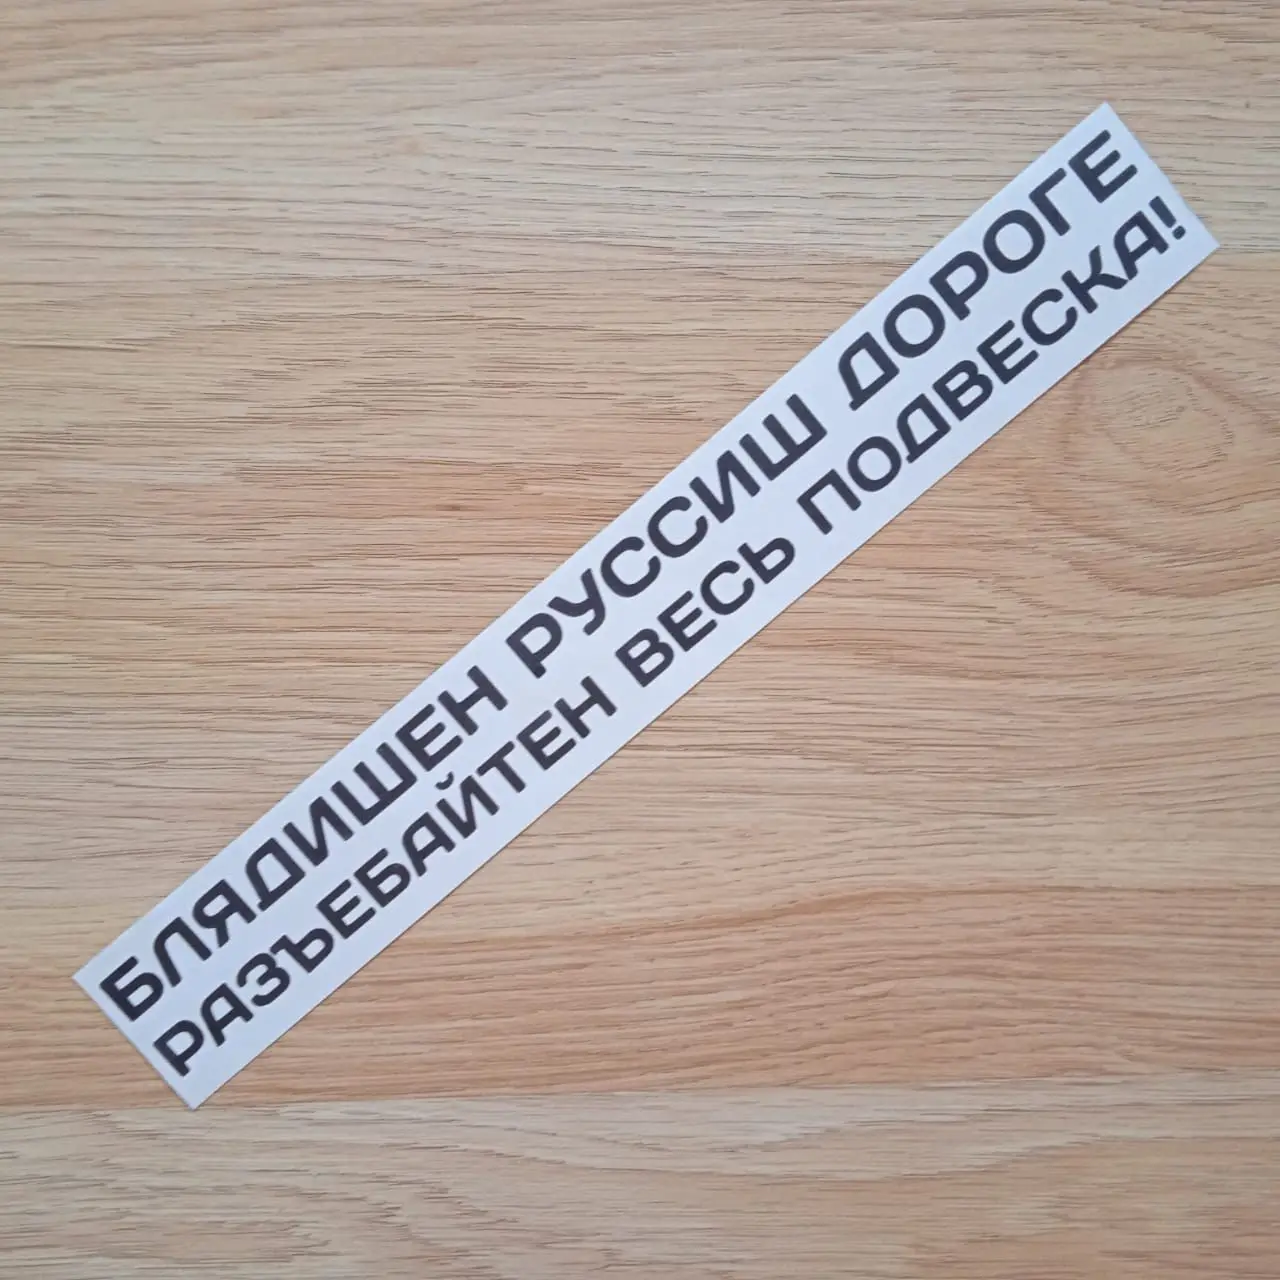 БЛЯДИШЕН РУССИШ ДОРОГЕ
РАЗЪЕБАЙТЕН ВЕСЬ ПОДВЕСКА!